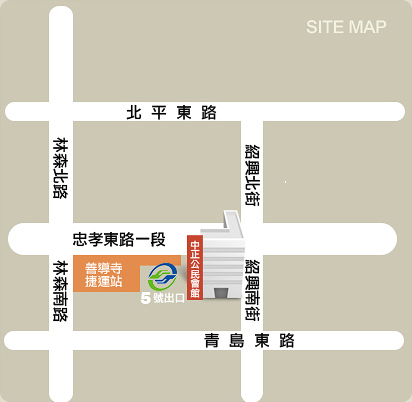 SITE MAP
北平東路
林森北路
紹興北街
忠孝東路一段
中正公民會館
善導寺
捷運站
5號出口
林森南路
紹興南街
青島東路